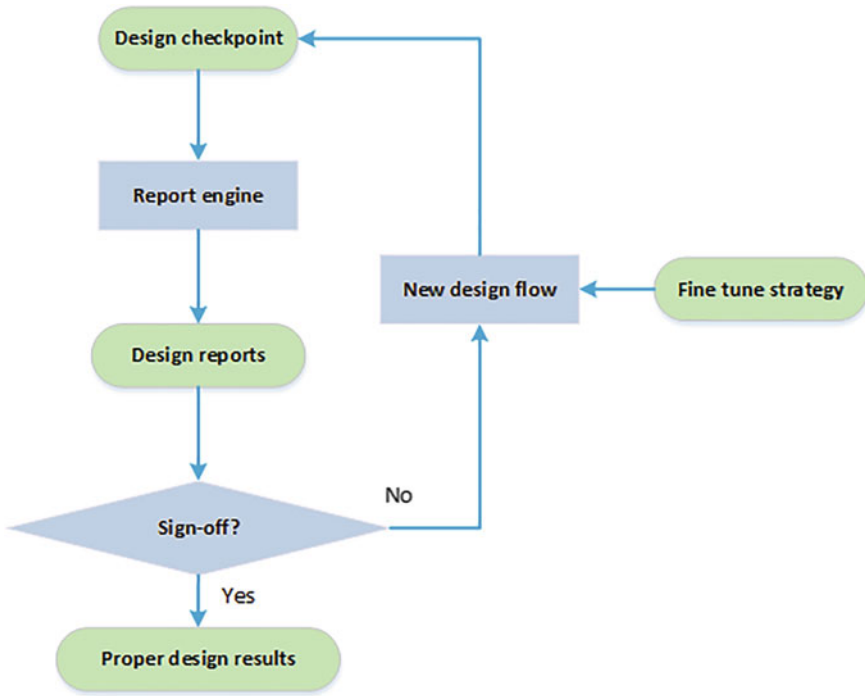 Design checkpoint
Report engine
New design flow
Fine tune strategy
Design reports
No
Sign-off?
Yes
Proper design results